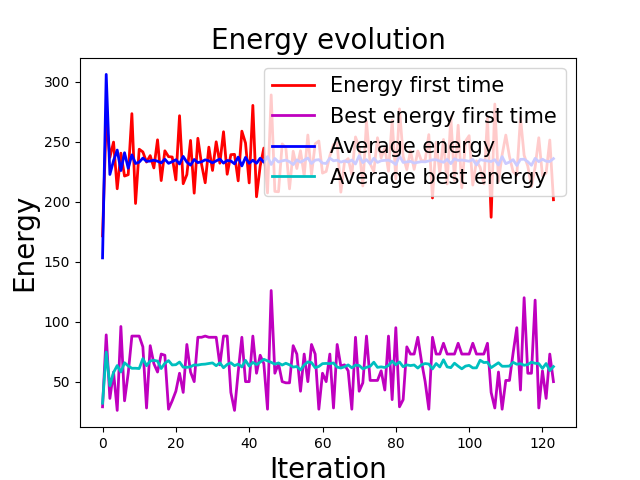 Energy evolution
Energy first time
Best energy first time
Average energy
Average best energy
Energy
300
250
200
150
100
50
0
20
40
60
80
100
120
Iteration